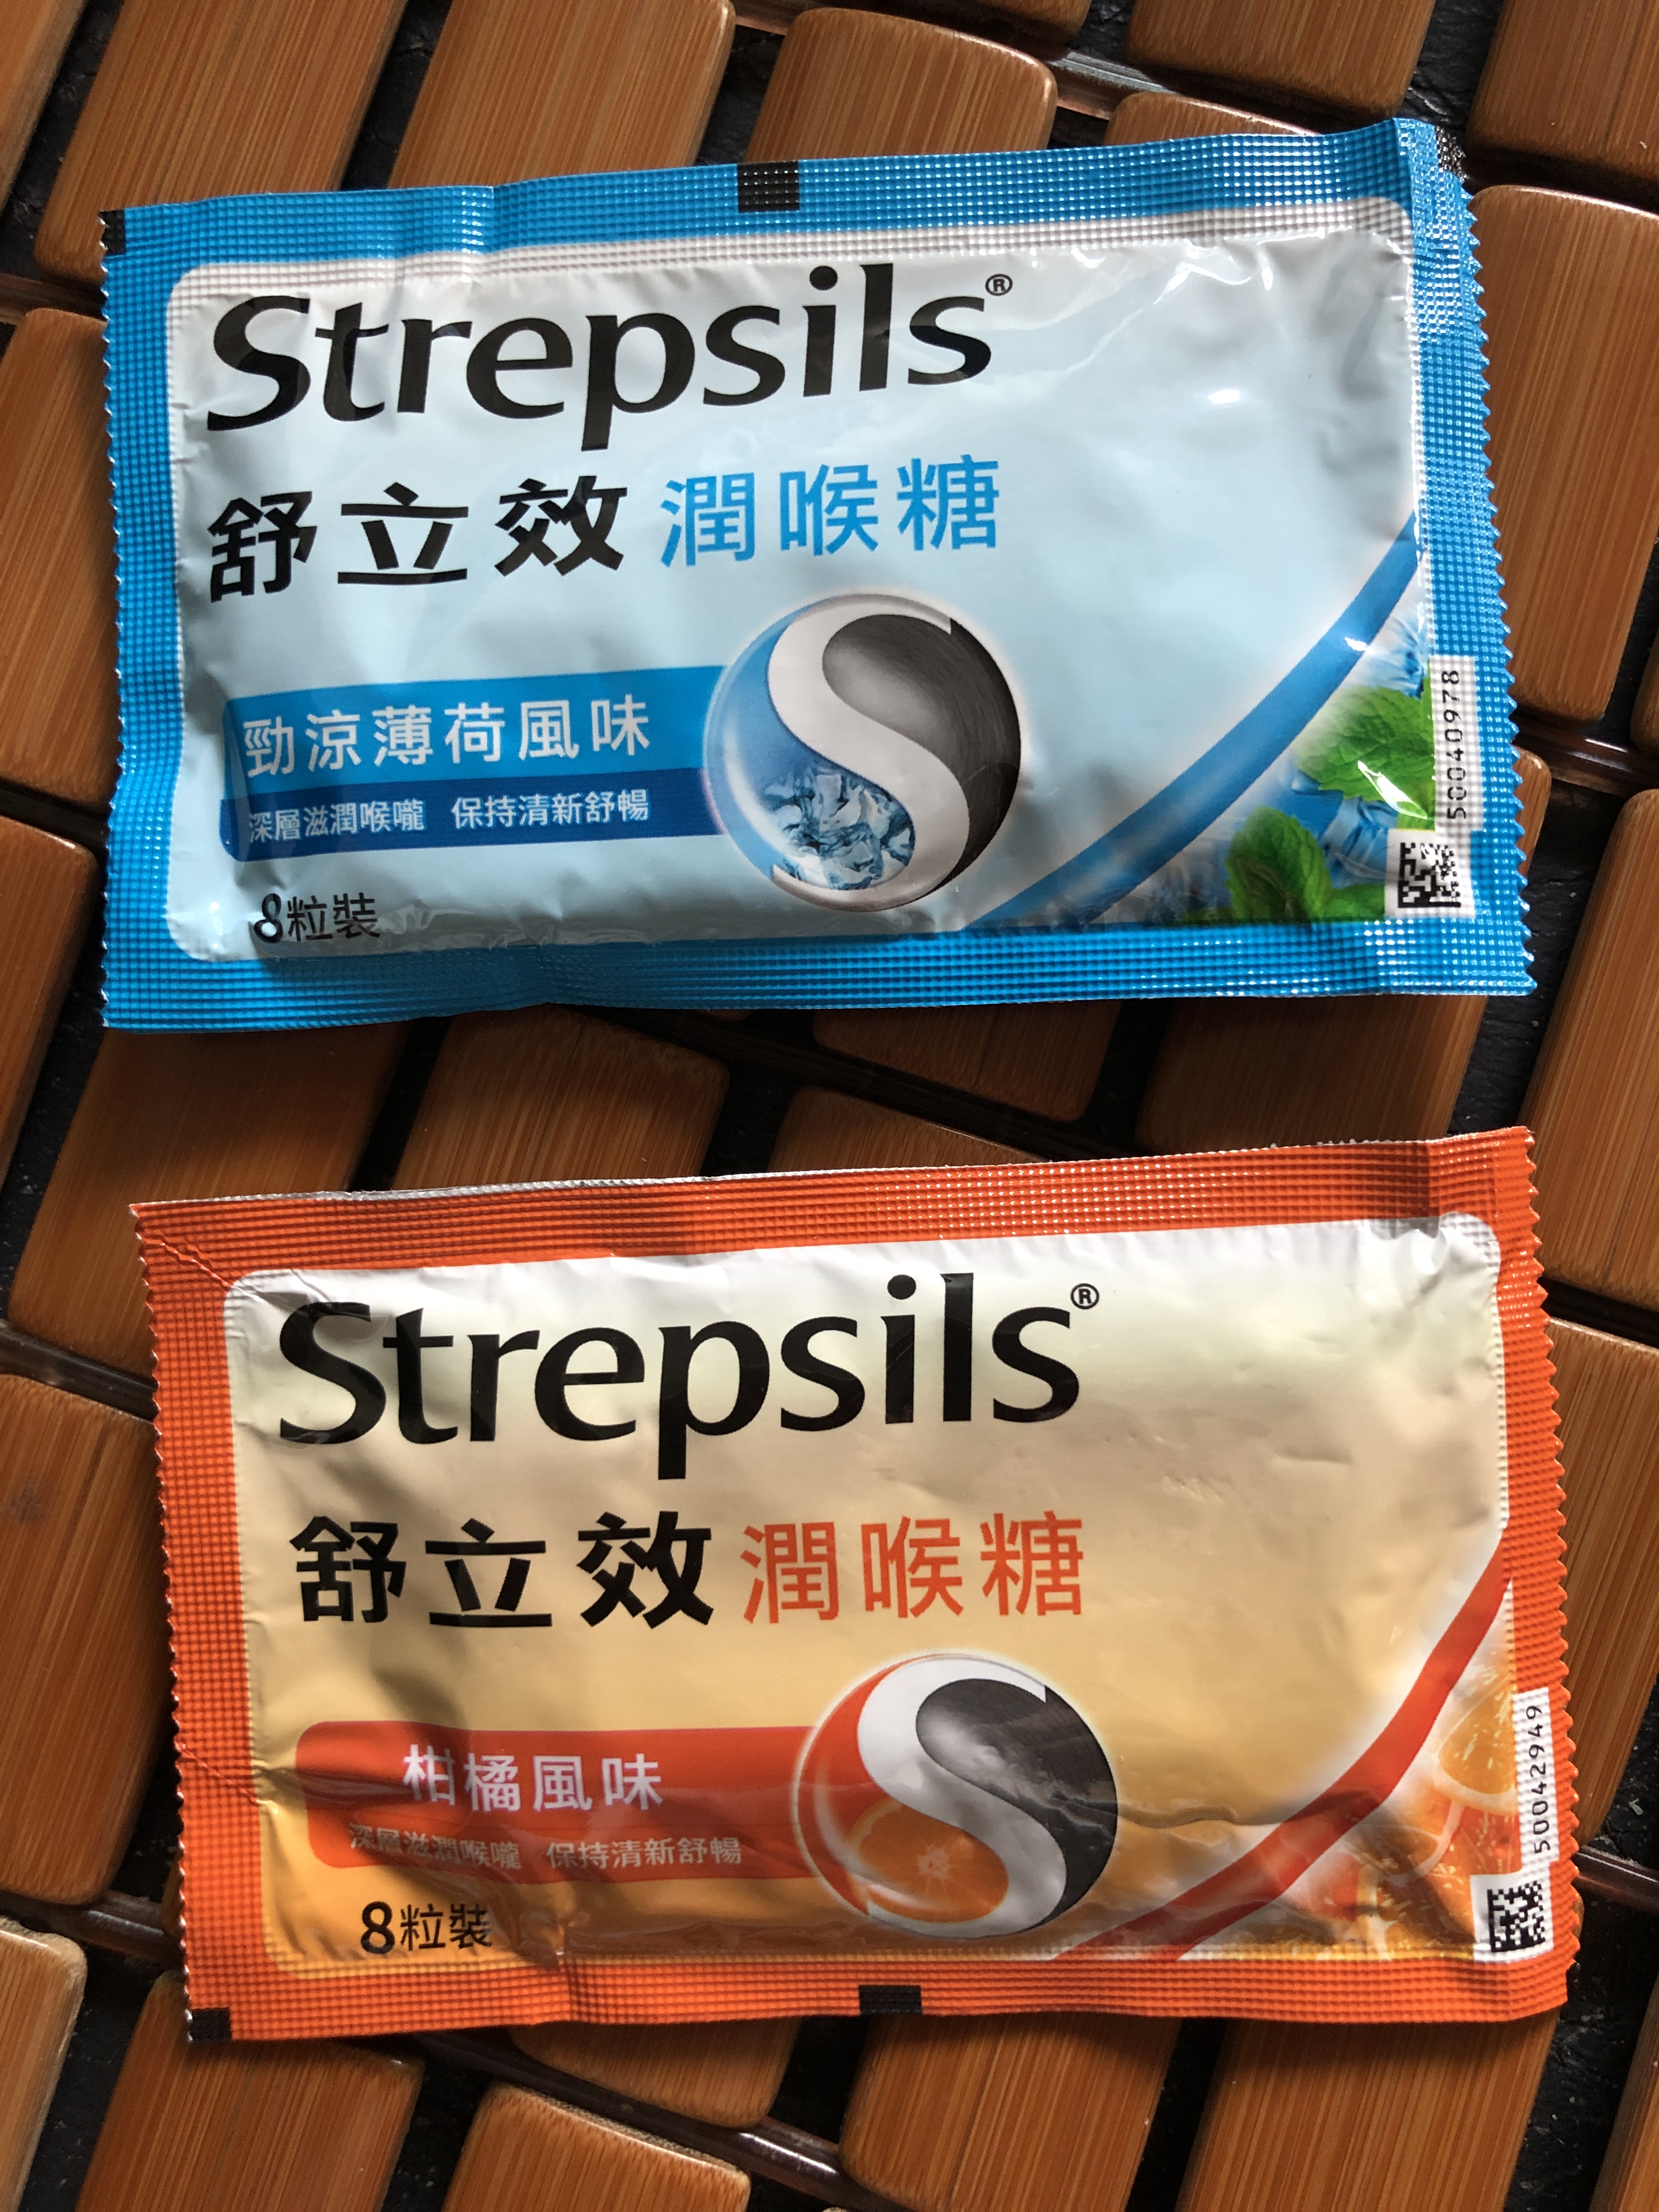 Strepsils®
舒立效 潤喉糖
勁涼薄荷風味
深層滋潤喉嚨 保持清新舒暢
8粒裝
50040978
Strepsils®
舒立效 潤喉糖
柑橘風味
深層滋潤喉嚨 保持清新舒暢
8粒裝
50042949